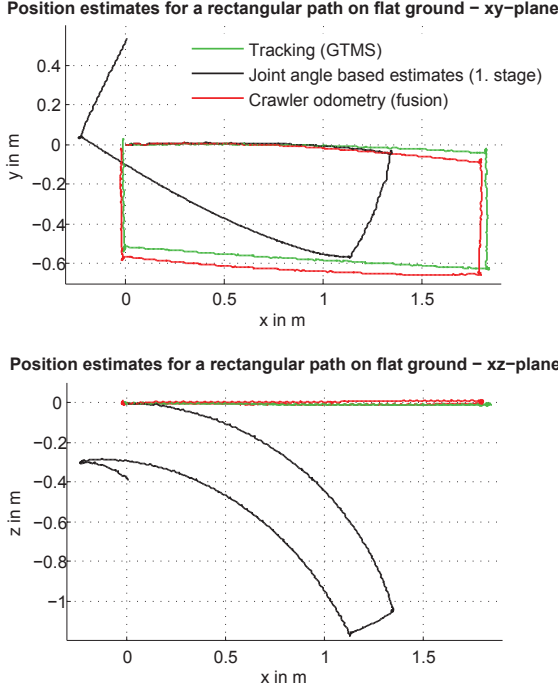 Position estimates for a rectangular path on flat ground − xy−plane
Tracking (GTMS)
Joint angle based estimates (1. stage)
Crawler odometry (fusion)
0.4
0.2
0
−0.2
−0.4
−0.6
y in m
0 0.5 1 1.5
x in m
Position estimates for a rectangular path on flat ground − xz−plane
0
−0.2
−0.4
−0.6
−0.8
−1
z in m
0 0.5 1 1.5
x in m